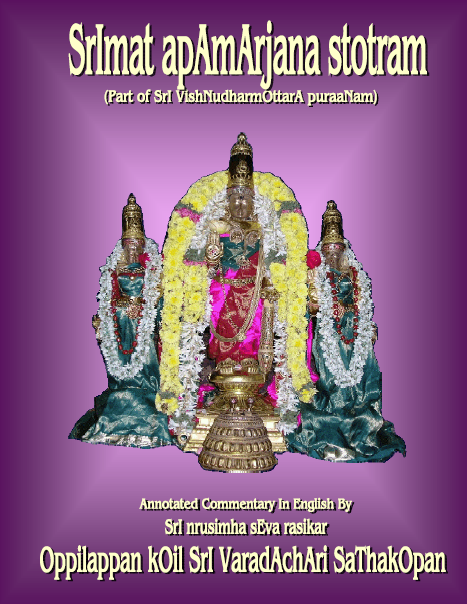 SrImat apAmArjana stotram
(Part of SrI VishNudharmOttarA puraaNam)
Annotated Commentary In English By
SrI nrusimha sEva rasikar
Oppilappan kOil SrI VaradAchAri SaThakOpan